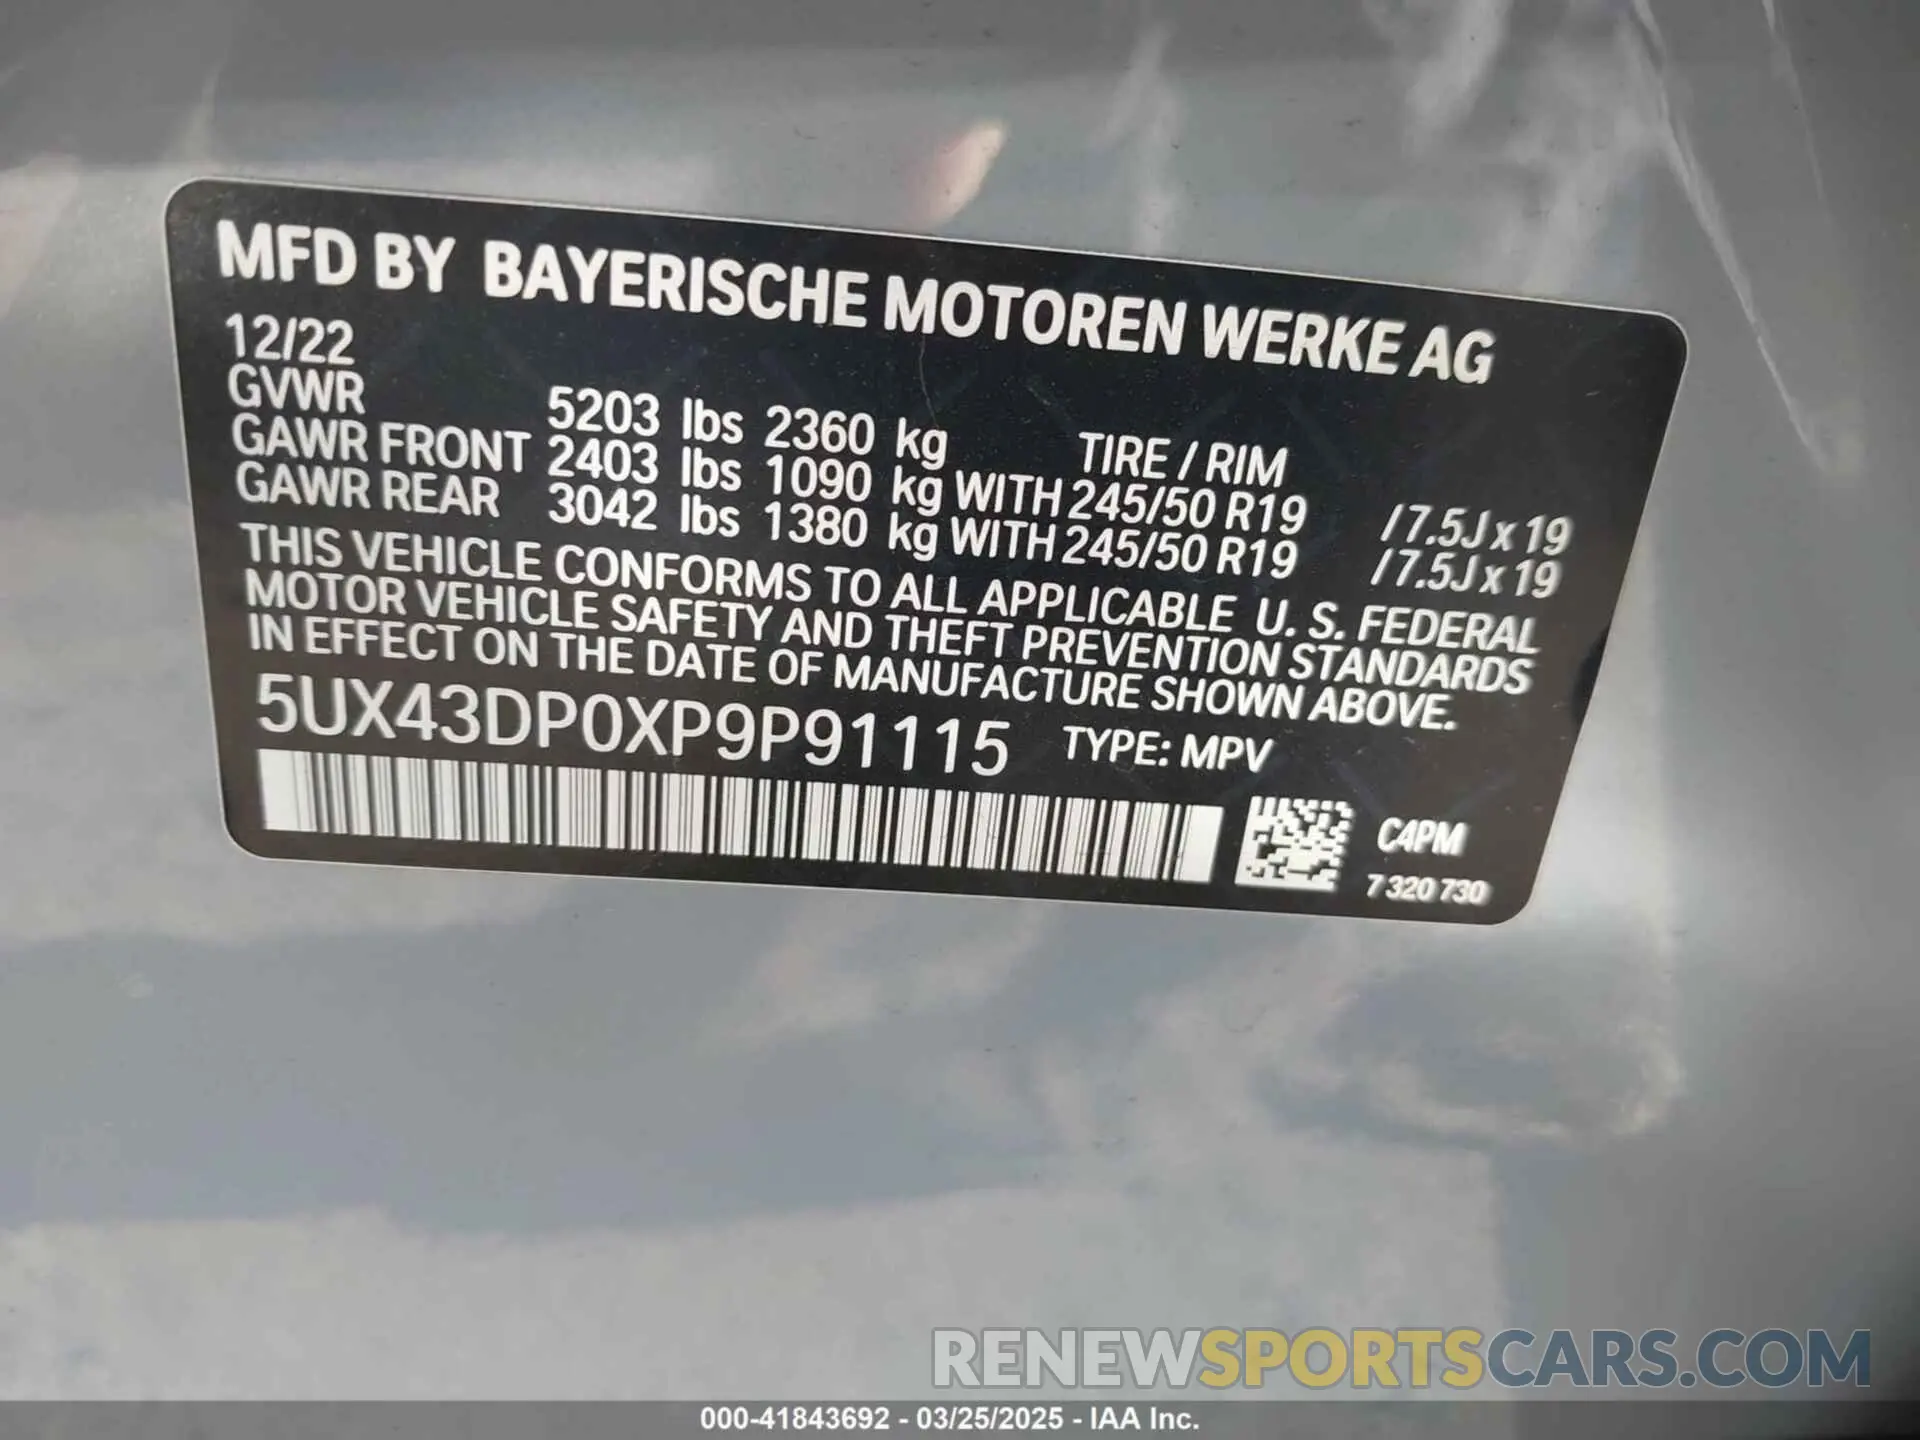 MFD BY BAYERISCHE MOTOREN WERKE AG
12/22
GVWR 5203 lbs 2360 kg TIRE / RIM
GAWR FRONT 2403 lbs 1090 kg WITH 245/50 R19 /7.5J x 19
GAWR REAR 3042 lbs 1380 kg WITH 245/50 R19 /7.5J x 19
THIS VEHICLE CONFORMS TO ALL APPLICABLE U. S. FEDERAL
MOTOR VEHICLE SAFETY AND THEFT PREVENTION STANDARDS
IN EFFECT ON THE DATE OF MANUFACTURE SHOWN ABOVE.
5UX43DP0XP9P91115 TYPE: MPV
C4PM
7 320 730
RENEWSPORTSCARS.COM
000-41843692 - 03/25/2025 - IAA Inc.